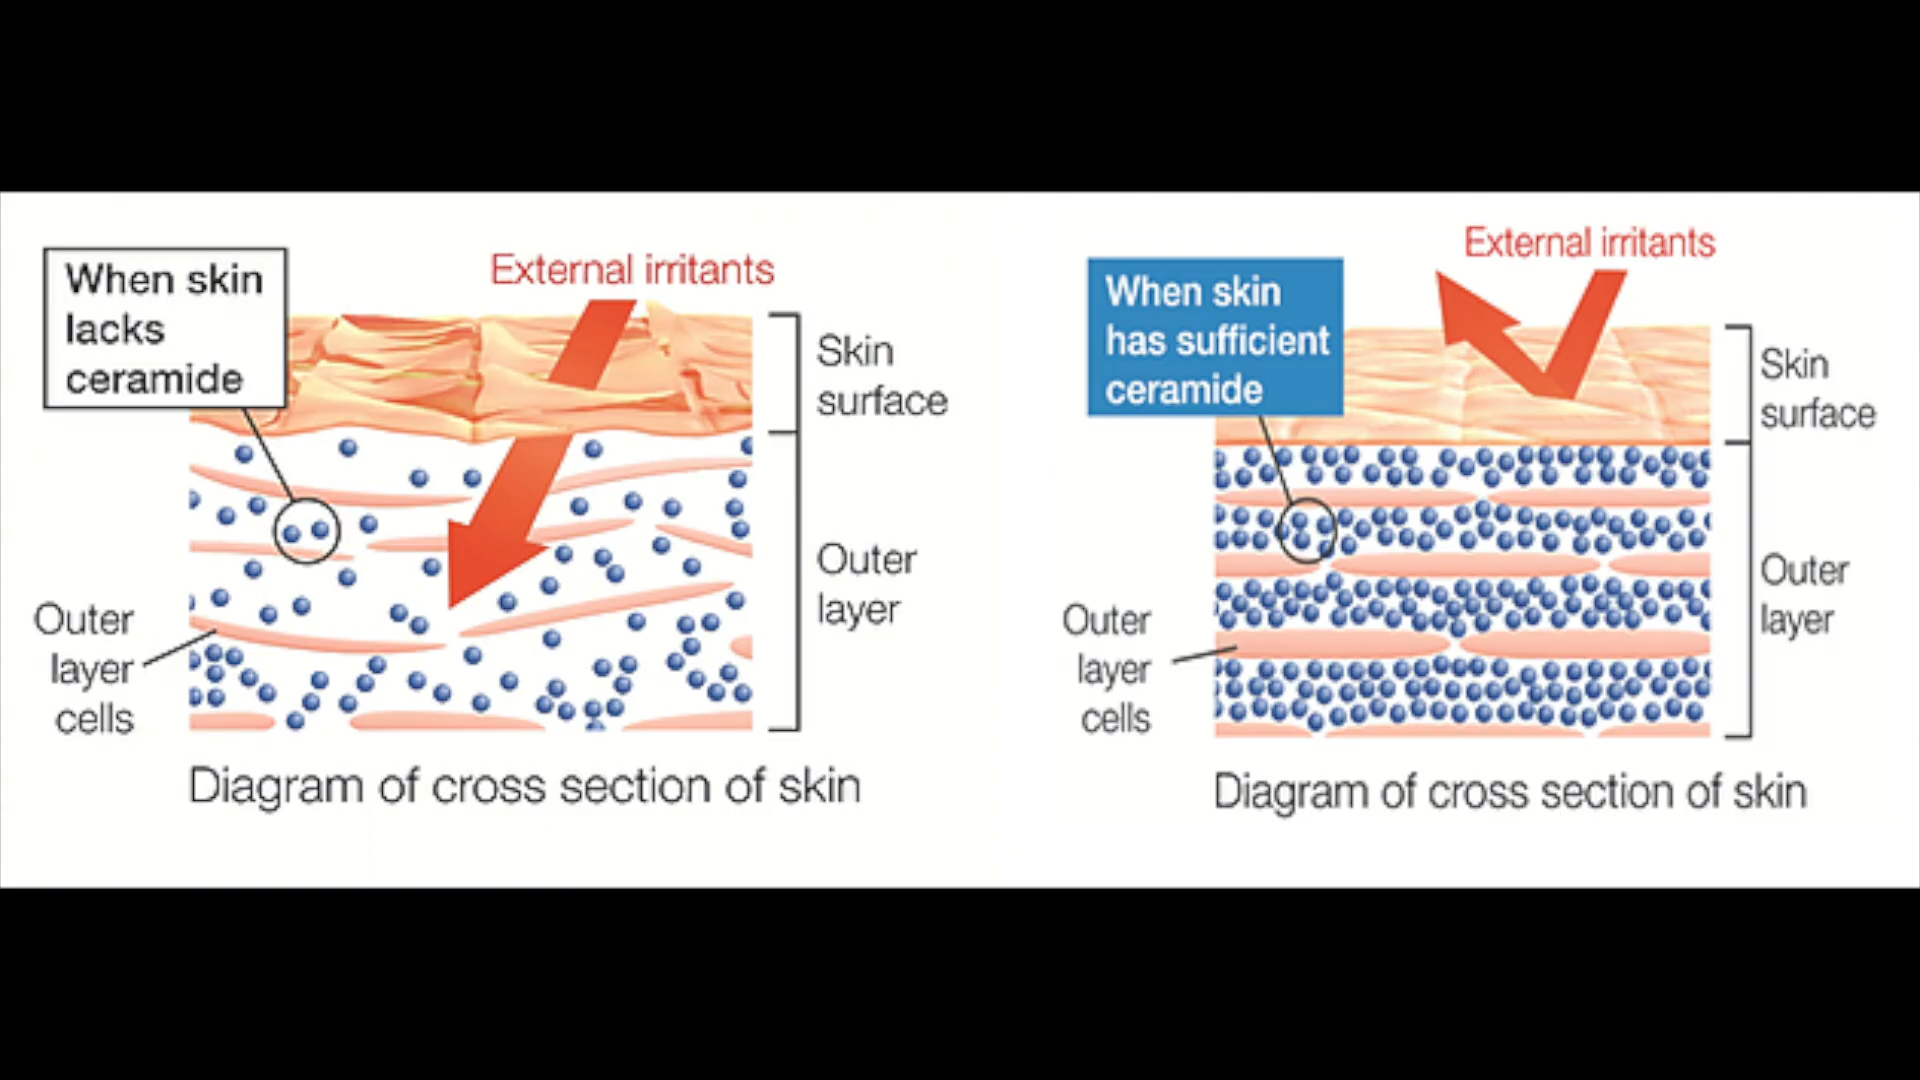 When skin
lacks
ceramide
External irritants
Skin
surface
Outer
layer
Outer
layer
cells
Diagram of cross section of skin
When skin
has sufficient
ceramide
External irritants
Skin
surface
Outer
layer
Outer
layer
cells
Diagram of cross section of skin